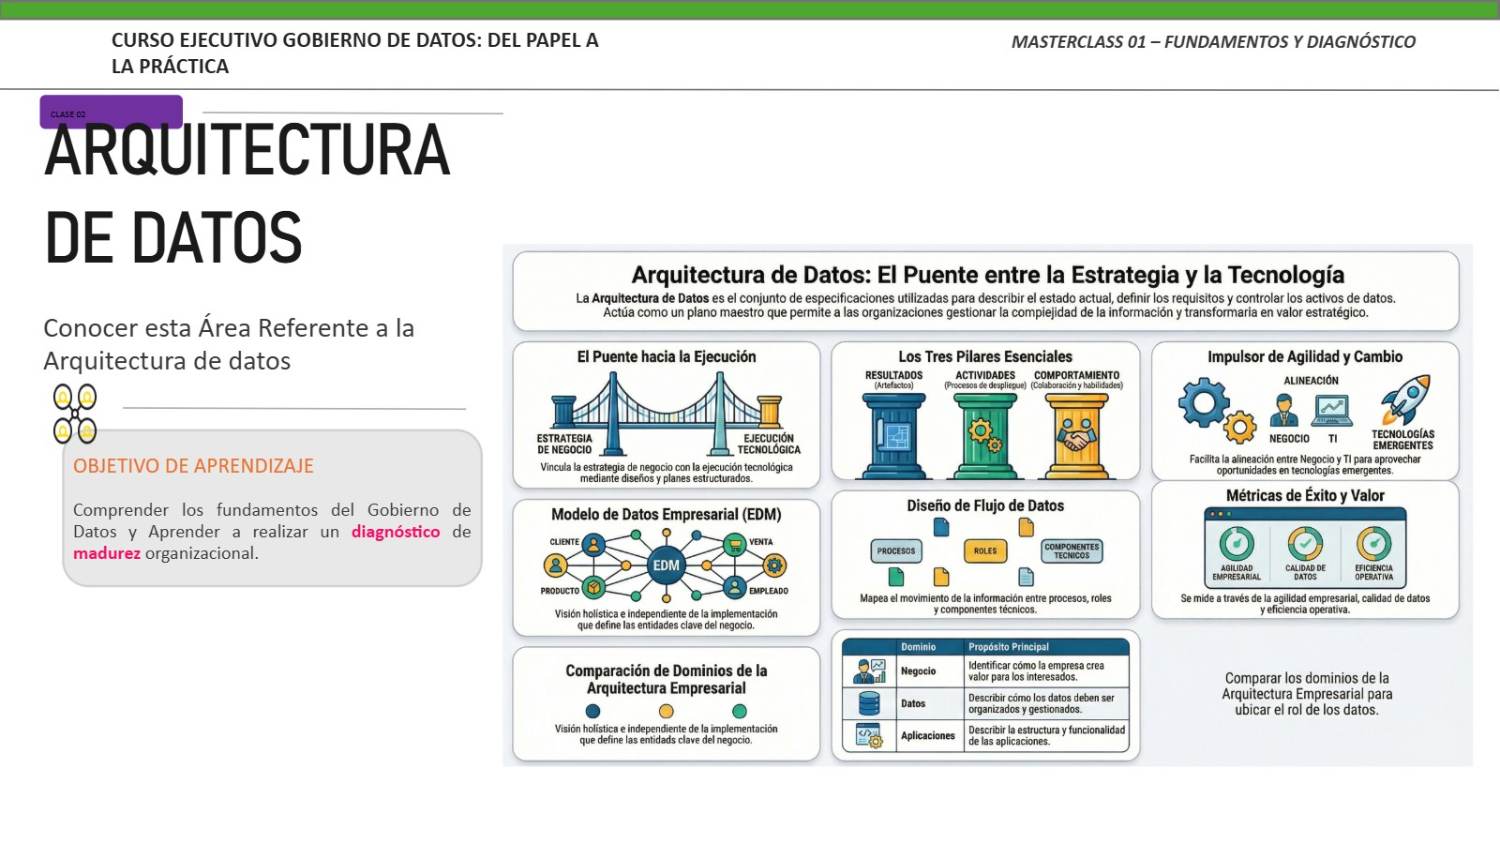 CURSO EJECUTIVO GOBIERNO DE DATOS: DEL PAPEL A
LA PRÁCTICA
MASTERCLASS 01 – FUNDAMENTOS Y DIAGNÓSTICO
CLASE 02
ARQUITECTURA
DE DATOS
Conocer esta Área Referente a la
Arquitectura de datos
OBJETIVO DE APRENDIZAJE
Comprender los fundamentos del Gobierno de
Datos y Aprender a realizar un diagnóstico de
madurez organizacional.
Arquitectura de Datos: El Puente entre la Estrategia y la Tecnología
La Arquitectura de Datos es el conjunto de especificaciones utilizadas para describir el estado actual, definir los requisitos y controlar los activos de datos.
Actúa como un plano maestro que permite a las organizaciones gestionar la complejidad de la información y transformarla en valor estratégico.
El Puente hacia la Ejecución
ESTRATEGIA
DE NEGOCIO
EJECUCIÓN
TECNOLÓGICA
Vincula la estrategia de negocio con la ejecución tecnológica
mediante diseños y planes estructurados.
Los Tres Pilares Esenciales
RESULTADOS
(Artefactos)
ACTIVIDADES
(Procesos de despliegue)
COMPORTAMIENTO
(Colaboración y habilidades)
Impulsor de Agilidad y Cambio
ALINEACIÓN
NEGOCIO
TI
TECNOLOGÍAS
EMERGENTES
Facilita la alineación entre Negocio y TI para aprovechar
oportunidades en tecnologías emergentes.
Modelo de Datos Empresarial (EDM)
CLIENTE
VENTA
EDM
PRODUCTO
EMPLEADO
Visión holística e independiente de la implementación
que define las entidades clave del negocio.
Diseño de Flujo de Datos
PROCESOS
ROLES
COMPONENTES
TECNICOS
Mapea el movimiento de la información entre procesos, roles
y componentes técnicos.
Métricas de Éxito y Valor
AGILIDAD
EMPRESARIAL
CALIDAD DE
DATOS
EFICIENCIA
OPERATIVA
Se mide a través de la agilidad empresarial, calidad de datos
y eficiencia operativa.
Comparación de Dominios de la
Arquitectura Empresarial
Visión holística e independiente de la implementación
que define las entidads clave del negocio.
Dominio
Propósito Principal
Negocio
Identificar cómo la empresa crea
valor para los interesados.
Datos
Describir cómo los datos deben ser
organizados y gestionados.
Aplicaciones
Describir la estructura y funcionalidad
de las aplicaciones.
Comparar los dominios de la
Arquitectura Empresarial para
ubicar el rol de los datos.